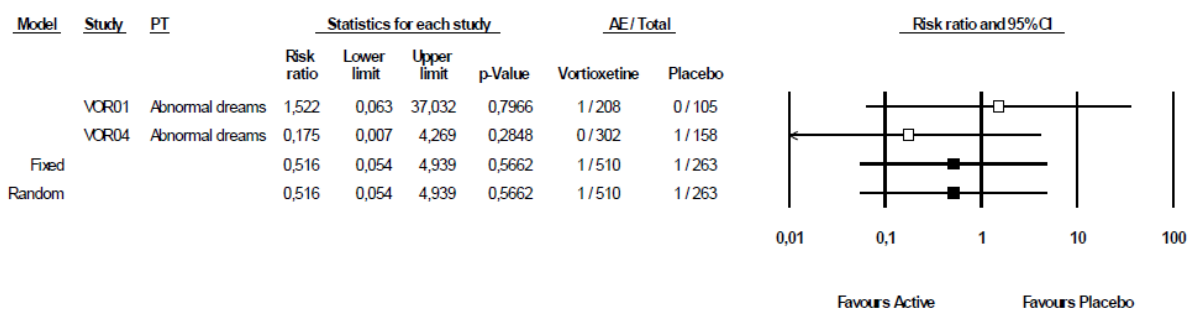 Model Study PT Statistics for each study AE / Total Risk ratio and 95% CI
Risk ratio Lower limit Upper limit p-Value Vortioxetine Placebo
VOR01 Abnormal dreams 1,522 0,063 37,032 0,7966 1 / 208 0 / 105
VOR04 Abnormal dreams 0,175 0,007 4,269 0,2848 0 / 302 1 / 158
Fixed 0,516 0,054 4,939 0,5662 1 / 510 1 / 263
Random 0,516 0,054 4,939 0,5662 1 / 510 1 / 263
0,01 0,1 1 10 100
Favours Active Favours Placebo